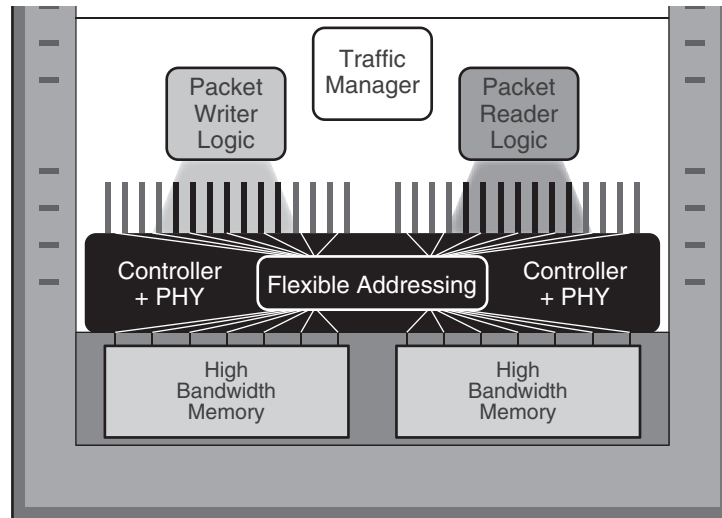 Traffic
Manager
Packet
Writer
Logic
Packet
Reader
Logic
Controller
+ PHY
Flexible Addressing
Controller
+ PHY
High
Bandwidth
Memory
High
Bandwidth
Memory